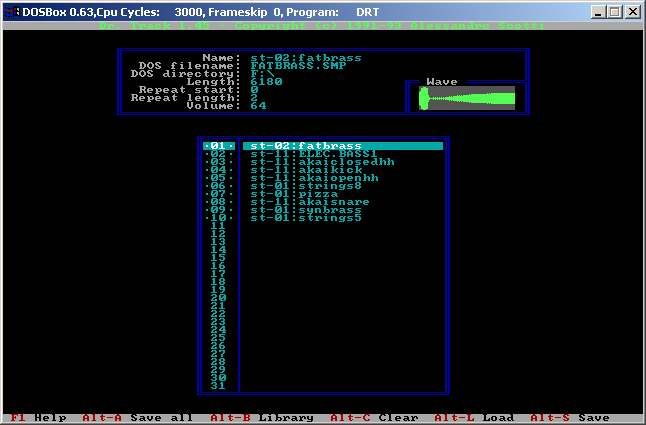 DOSBox 0.63,Cpu Cycles: 3000, Frameskip 0, Program: DRT
Dr. Track 1.05 - Copyright (c) 1991-93 Alessandro Scotti
Name: st-02:fatbrass
DOS filename: FATBRASS.SMP
DOS directory: F:\
Length: 6180
Repeat start: 0
Repeat length: 2
Volume: 64
Wave
·01· st-02:fatbrass
·02· st-11:ELEC.BASS1
·03· st-11:akaiclosedhh
·04· st-11:akaikick
·05· st-11:akaiopenhh
·06· st-01:strings8
·07· st-01:pizza
·08· st-11:akaisnare
·09· st-01:synbrass
·10· st-01:strings5
11
12
13
14
15
16
17
18
19
20
21
22
23
24
25
26
27
28
29
30
31
F1 Help Alt-A Save all Alt-B Library Alt-C Clear Alt-L Load Alt-S Save